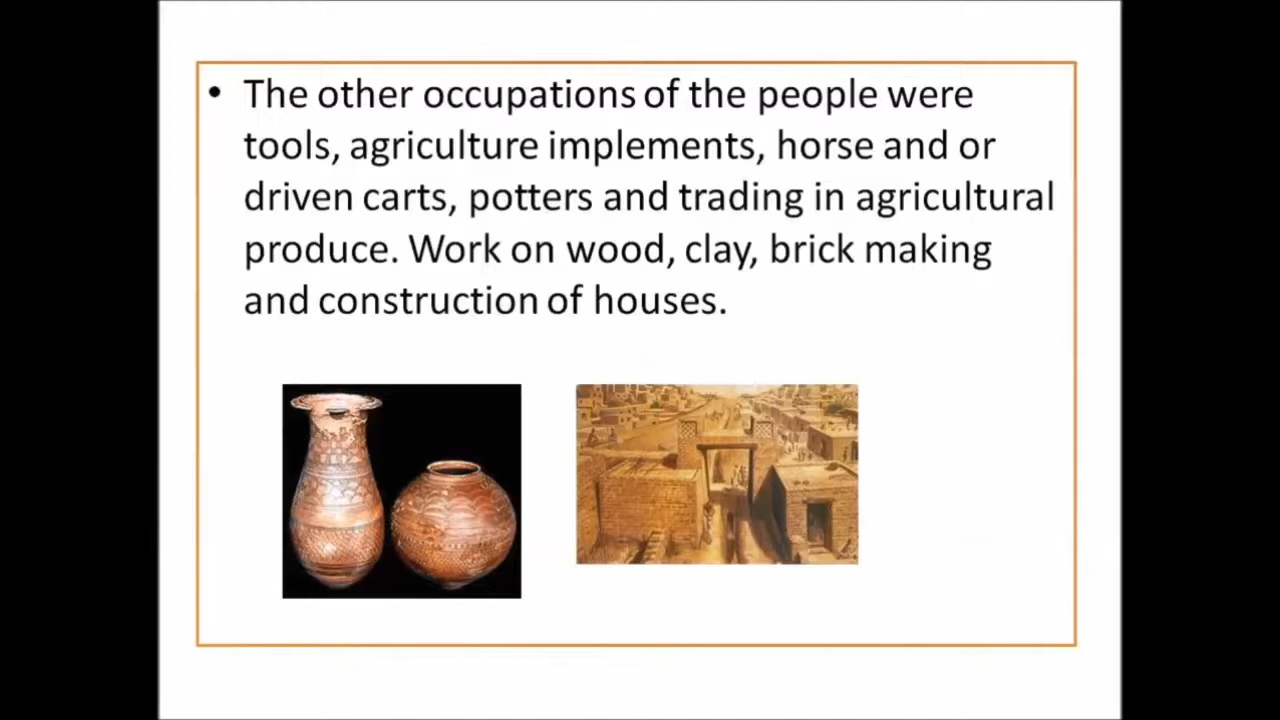 • The other occupations of the people were
tools, agriculture implements, horse and or
driven carts, potters and trading in agricultural
produce. Work on wood, clay, brick making
and construction of houses.